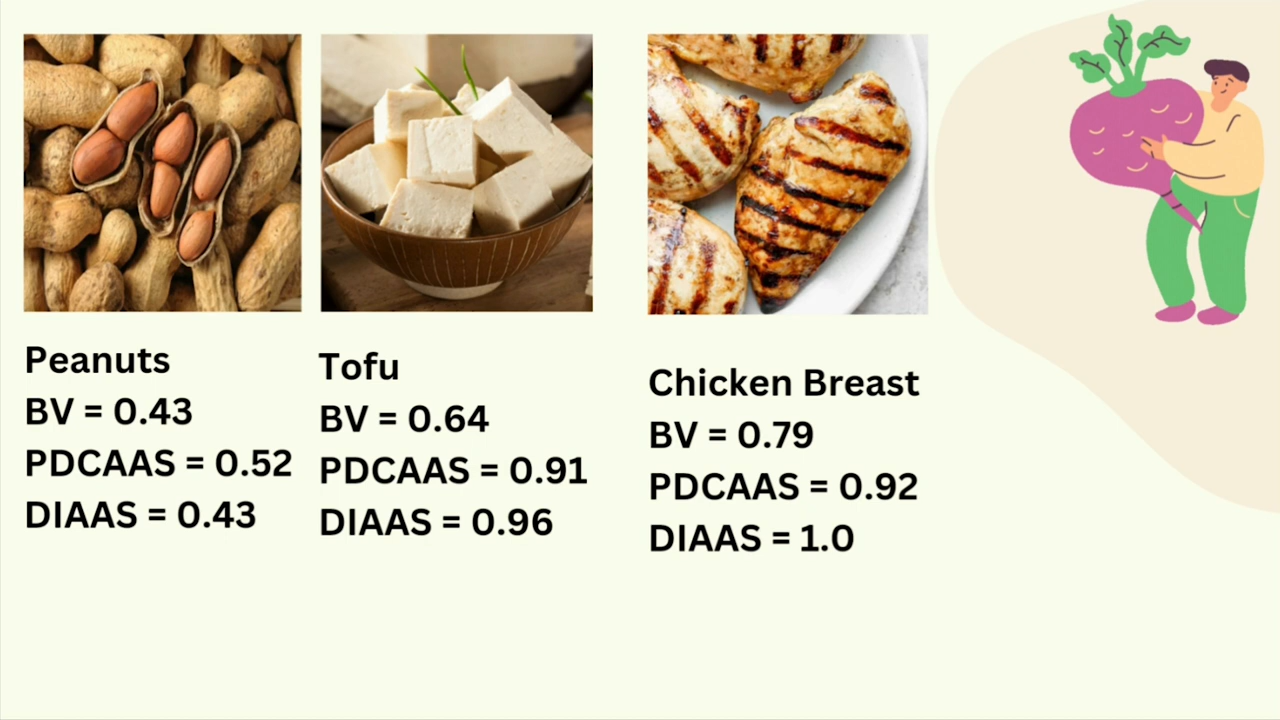 Peanuts
BV = 0.43
PDCAAS = 0.52
DIAAS = 0.43
Tofu
BV = 0.64
PDCAAS = 0.91
DIAAS = 0.96
Chicken Breast
BV = 0.79
PDCAAS = 0.92
DIAAS = 1.0